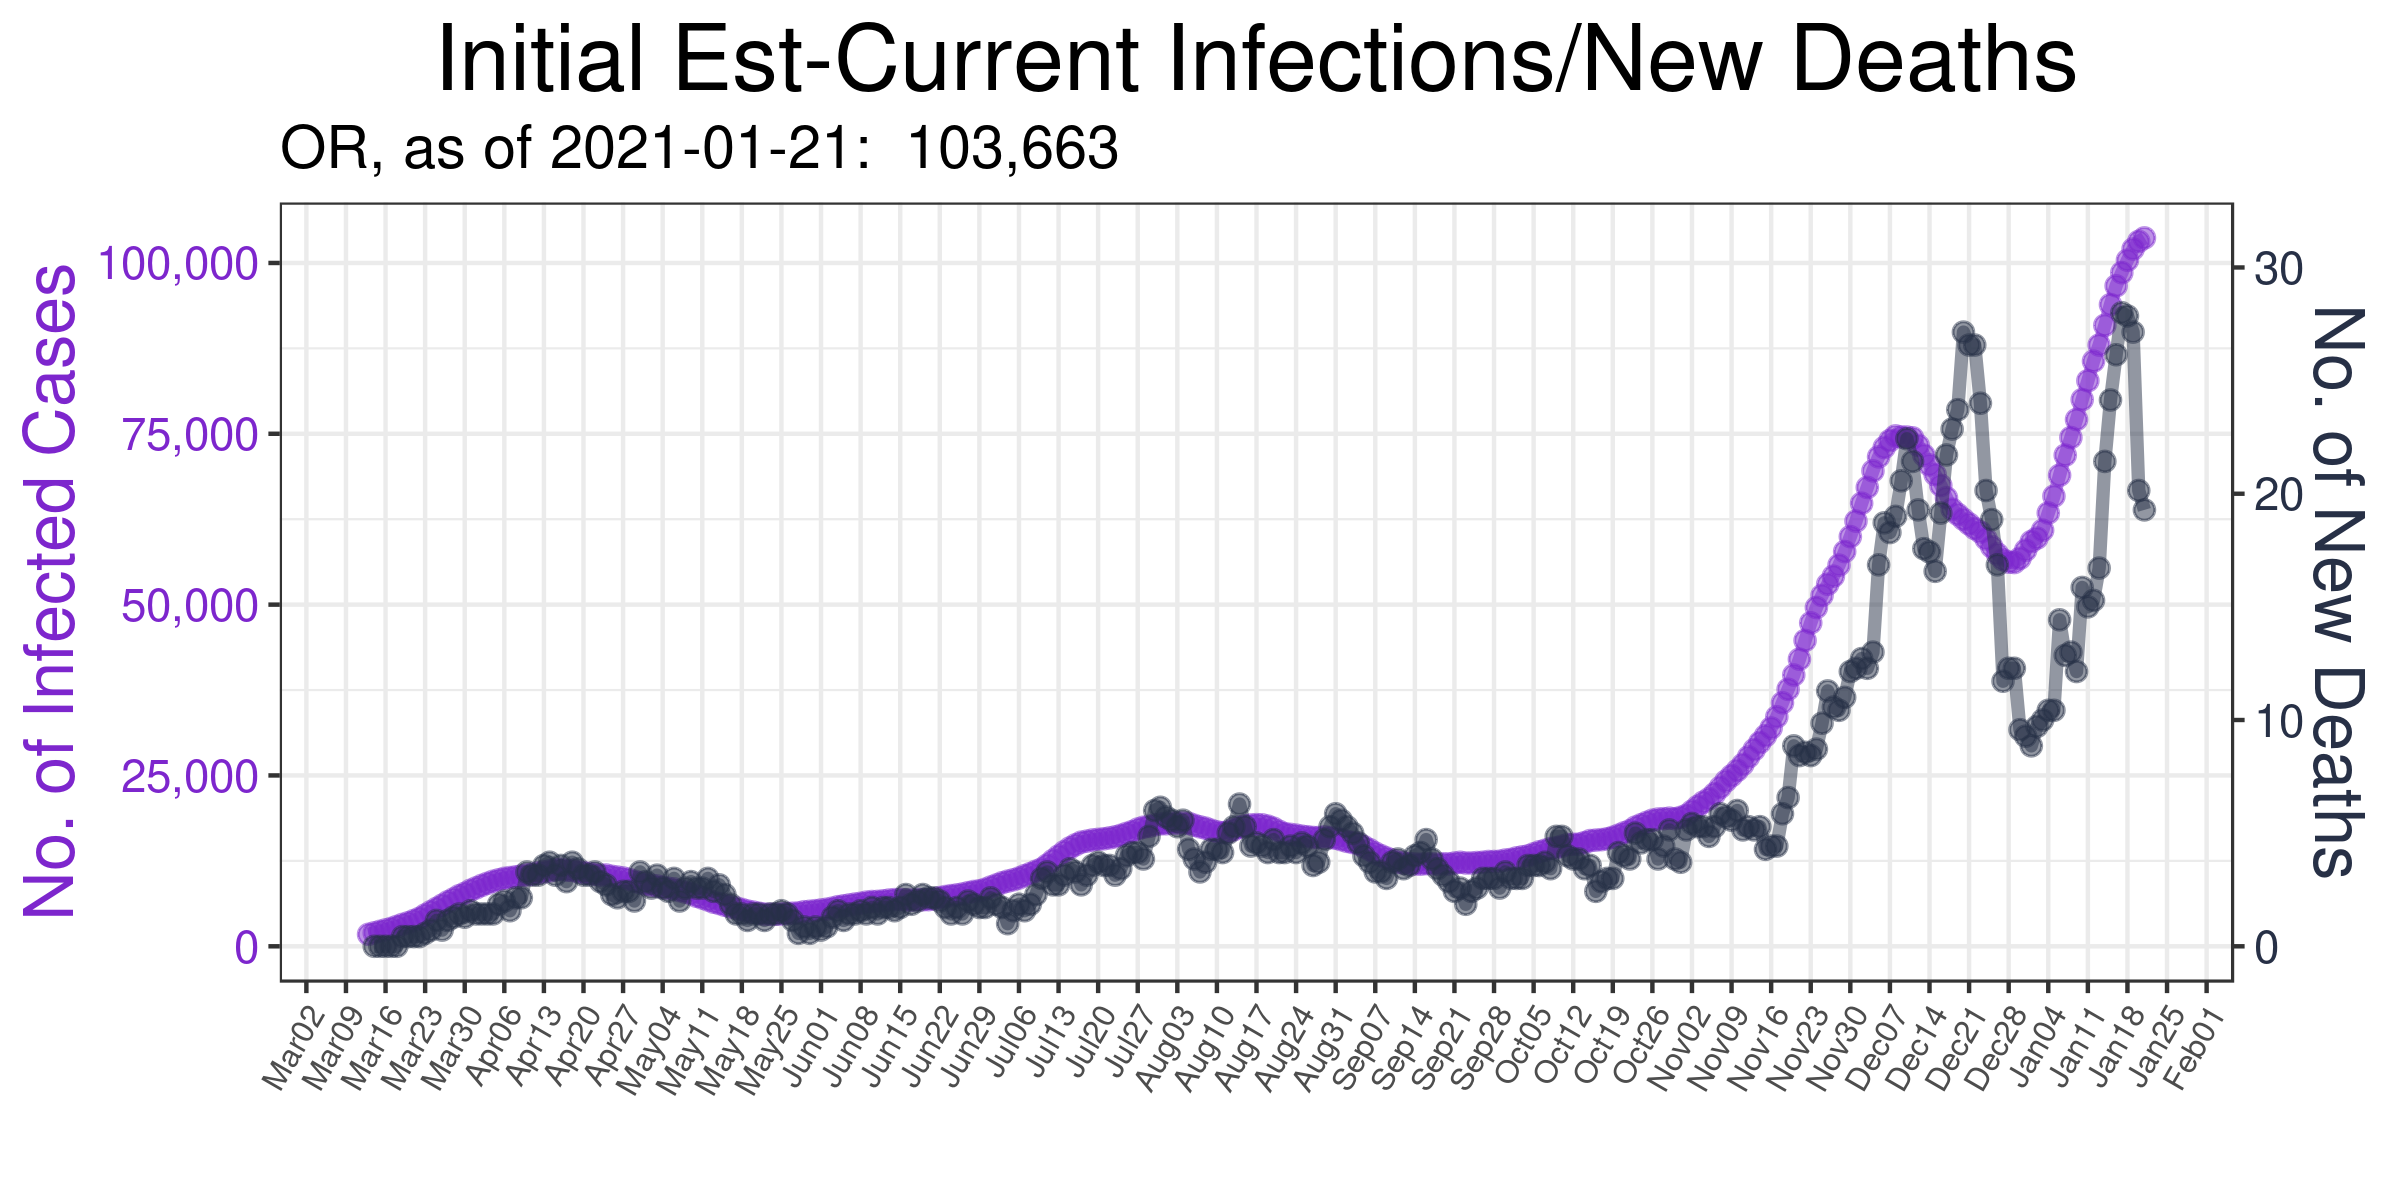 Initial Est-Current Infections/New Deaths
OR, as of 2021-01-21:  103,663
No. of Infected Cases
100,000
75,000
50,000
25,000
0
30
20
10
0
No. of New Deaths
Mar02
Mar09
Mar16
Mar23
Mar30
Apr06
Apr13
Apr20
Apr27
May04
May11
May18
May25
Jun01
Jun08
Jun15
Jun22
Jun29
Jul06
Jul13
Jul20
Jul27
Aug03
Aug10
Aug17
Aug24
Aug31
Sep07
Sep14
Sep21
Sep28
Oct05
Oct12
Oct19
Oct26
Nov02
Nov09
Nov16
Nov23
Nov30
Dec07
Dec14
Dec21
Dec28
Jan04
Jan11
Jan18
Jan25
Feb01